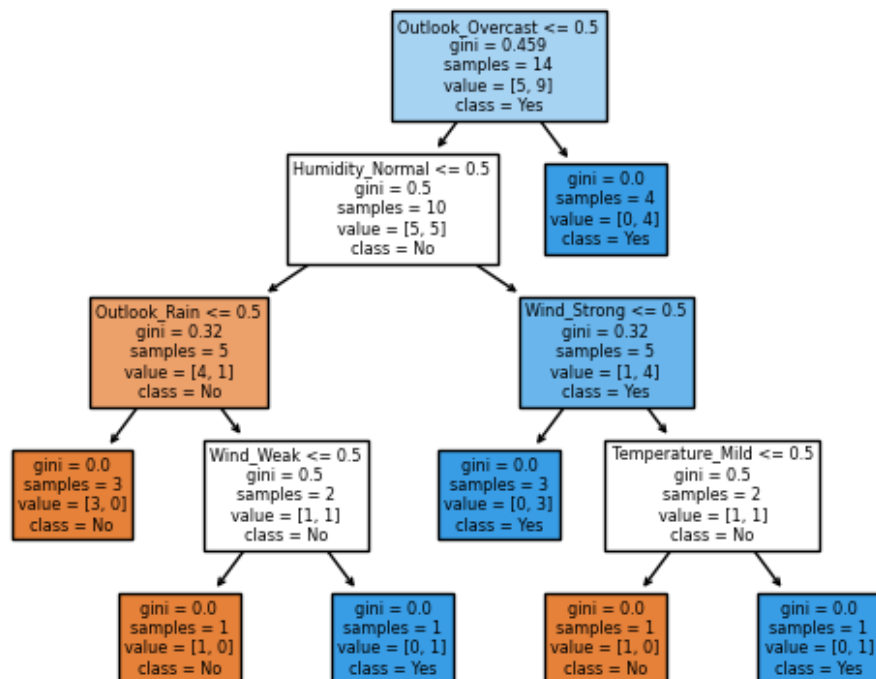 Outlook_Overcast <= 0.5
gini = 0.459
samples = 14
value = [5, 9]
class = Yes
Humidity_Normal <= 0.5
gini = 0.5
samples = 10
value = [5, 5]
class = No
gini = 0.0
samples = 4
value = [0, 4]
class = Yes
Outlook_Rain <= 0.5
gini = 0.32
samples = 5
value = [4, 1]
class = No
Wind_Strong <= 0.5
gini = 0.32
samples = 5
value = [1, 4]
class = Yes
gini = 0.0
samples = 3
value = [3, 0]
class = No
Wind_Weak <= 0.5
gini = 0.5
samples = 2
value = [1, 1]
class = No
gini = 0.0
samples = 3
value = [0, 3]
class = Yes
Temperature_Mild <= 0.5
gini = 0.5
samples = 2
value = [1, 1]
class = No
gini = 0.0
samples = 1
value = [1, 0]
class = No
gini = 0.0
samples = 1
value = [0, 1]
class = Yes
gini = 0.0
samples = 1
value = [1, 0]
class = No
gini = 0.0
samples = 1
value = [0, 1]
class = Yes